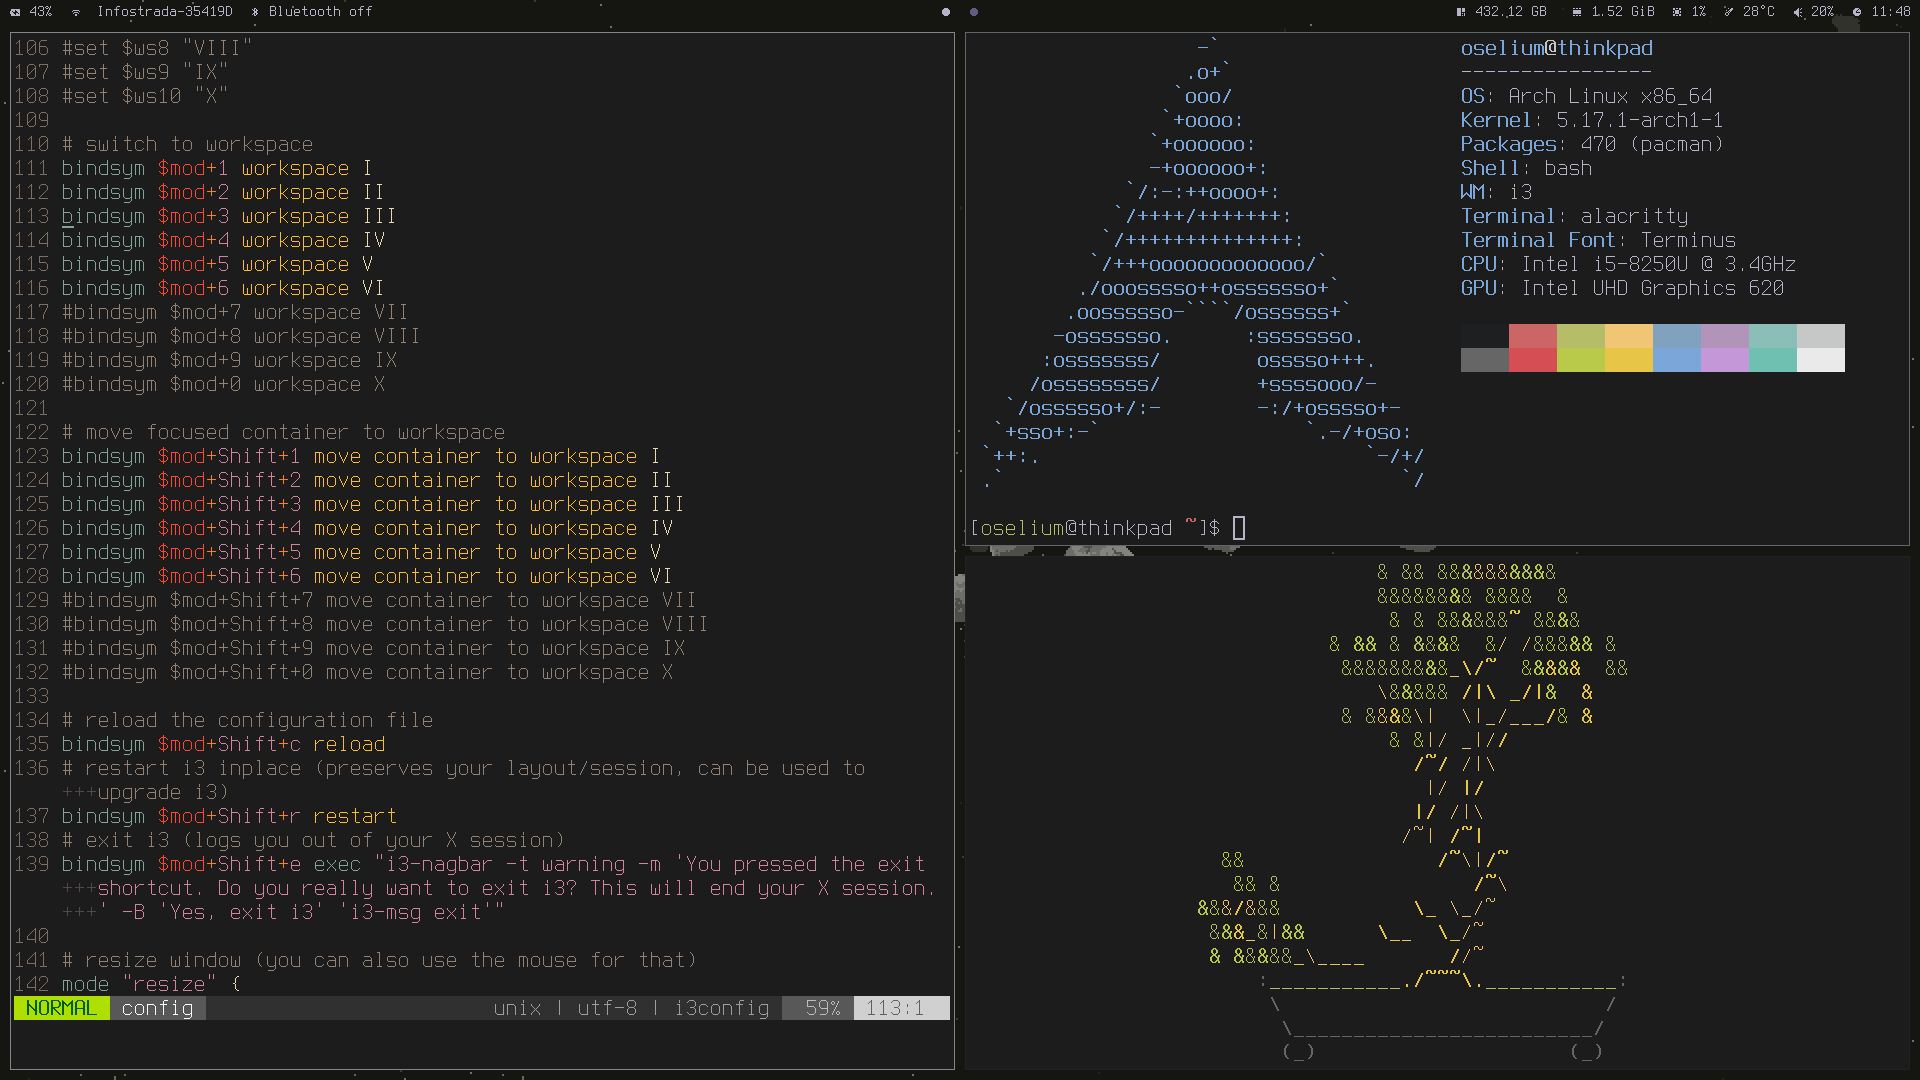 43% Infostrada-35419D Bluetooth off 432.12 GB 1.52 GiB 1% 28°C 20% 11:48
106 #set $ws8 "VIII"
107 #set $ws9 "IX"
108 #set $ws10 "X"
109
110 # switch to workspace
111 bindsym $mod+1 workspace I
112 bindsym $mod+2 workspace II
113 bindsym $mod+3 workspace III
114 bindsym $mod+4 workspace IV
115 bindsym $mod+5 workspace V
116 bindsym $mod+6 workspace VI
117 #bindsym $mod+7 workspace VII
118 #bindsym $mod+8 workspace VIII
119 #bindsym $mod+9 workspace IX
120 #bindsym $mod+0 workspace X
121
122 # move focused container to workspace
123 bindsym $mod+Shift+1 move container to workspace I
124 bindsym $mod+Shift+2 move container to workspace II
125 bindsym $mod+Shift+3 move container to workspace III
126 bindsym $mod+Shift+4 move container to workspace IV
127 bindsym $mod+Shift+5 move container to workspace V
128 bindsym $mod+Shift+6 move container to workspace VI
129 #bindsym $mod+Shift+7 move container to workspace VII
130 #bindsym $mod+Shift+8 move container to workspace VIII
131 #bindsym $mod+Shift+9 move container to workspace IX
132 #bindsym $mod+Shift+0 move container to workspace X
133
134 # reload the configuration file
135 bindsym $mod+Shift+c reload
136 # restart i3 inplace (preserves your layout/session, can be used to
+++upgrade i3)
137 bindsym $mod+Shift+r restart
138 # exit i3 (logs you out of your X session)
139 bindsym $mod+Shift+e exec "i3-nagbar -t warning -m 'You pressed the exit
+++shortcut. Do you really want to exit i3? This will end your X session.
+++' -B 'Yes, exit i3' 'i3-msg exit'"
140
141 # resize window (you can also use the mouse for that)
142 mode "resize" {
NORMAL config unix | utf-8 | i3config 59% 113:1
oselium@thinkpad
----------------
OS: Arch Linux x86_64
Kernel: 5.17.1-arch1-1
Packages: 470 (pacman)
Shell: bash
WM: i3
Terminal: alacritty
Terminal Font: Terminus
CPU: Intel i5-8250U @ 3.4GHz
GPU: Intel UHD Graphics 620
[oselium@thinkpad ~]$